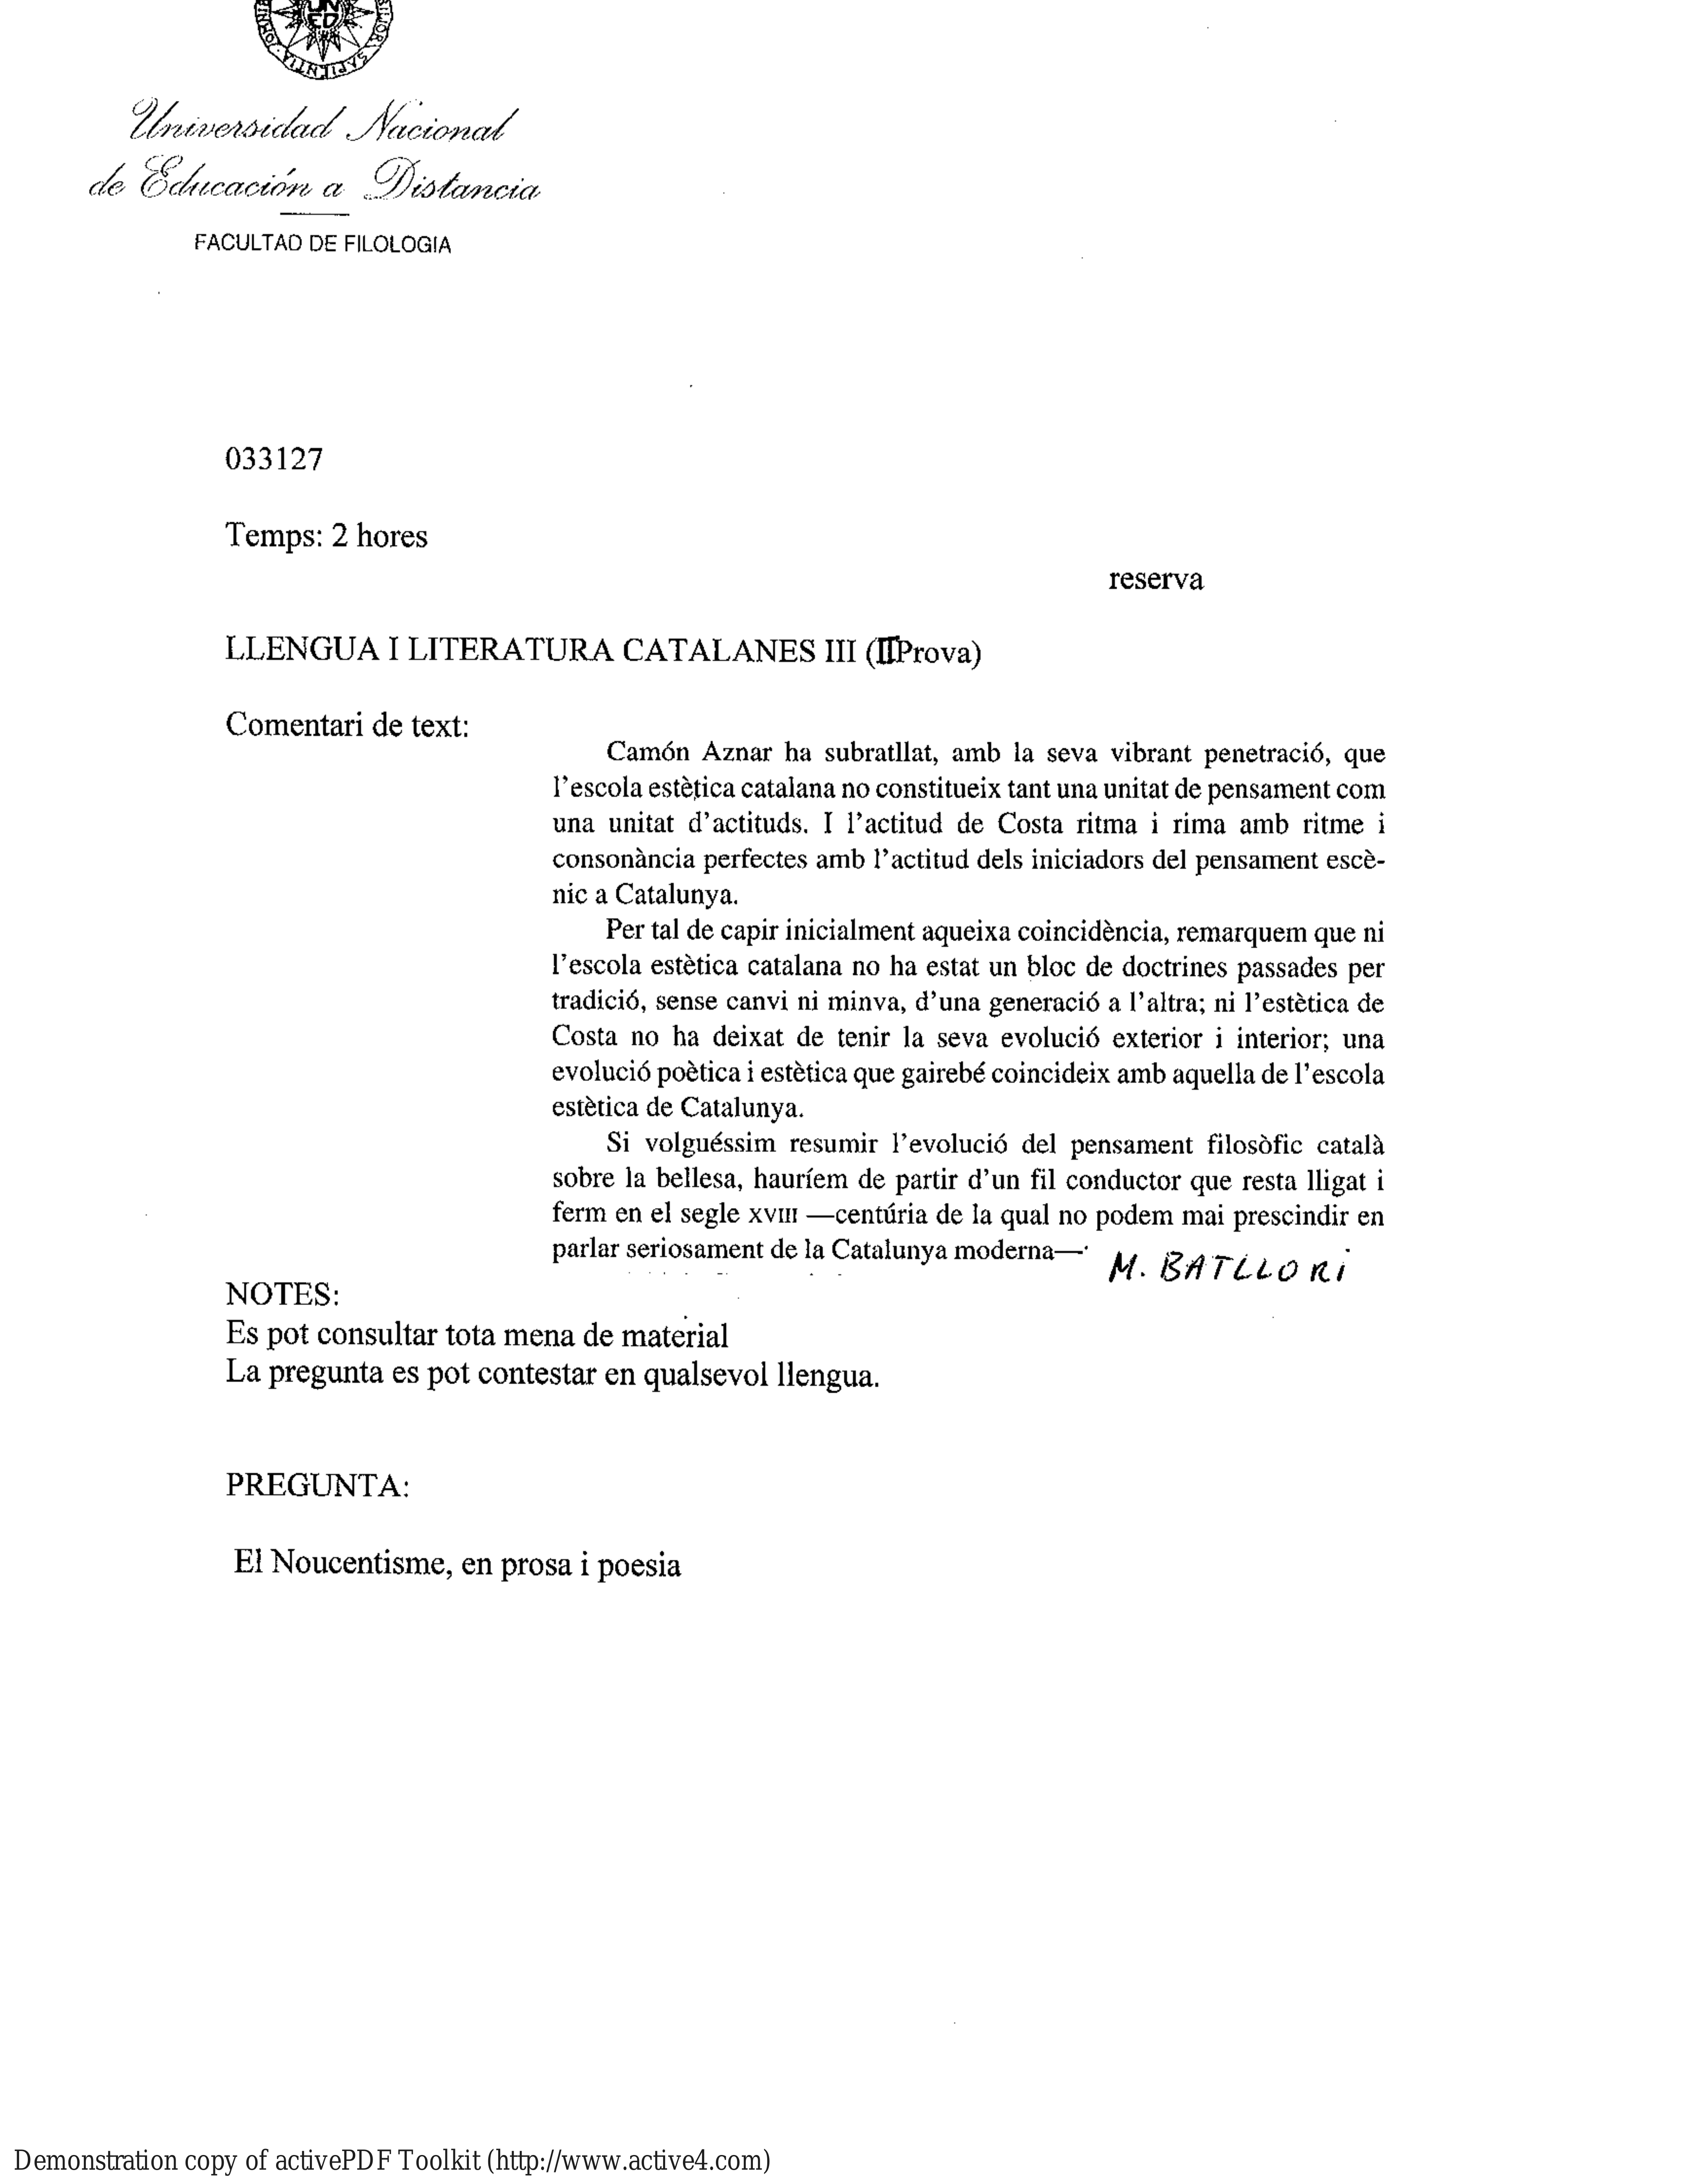 UN
ED
SAPIENTIA
Universidad Nacional
de Educación a Distancia
FACULTAD DE FILOLOGIA
033127
Temps: 2 hores
reserva
LLENGUA I LITERATURA CATALANES III (II Prova)
Comentari de text:
Camón Aznar ha subratllat, amb la seva vibrant penetració, que
l'escola estètica catalana no constitueix tant una unitat de pensament com
una unitat d'actituds. I l'actitud de Costa ritma i rima amb ritme i
consonància perfectes amb l'actitud dels iniciadors del pensament escè-
nic a Catalunya.
Per tal de capir inicialment aqueixa coincidència, remarquem que ni
l'escola estètica catalana no ha estat un bloc de doctrines passades per
tradició, sense canvi ni minva, d'una generació a l'altra; ni l'estètica de
Costa no ha deixat de tenir la seva evolució exterior i interior; una
evolució poètica i estètica que gairebé coincideix amb aquella de l'escola
estètica de Catalunya.
Si volguéssim resumir l'evolució del pensament filosòfic català
sobre la bellesa, hauríem de partir d'un fil conductor que resta lligat i
ferm en el segle XVIII —centúria de la qual no podem mai prescindir en
parlar seriosament de la Catalunya moderna—
M. BATLLORI
NOTES:
Es pot consultar tota mena de material
La pregunta es pot contestar en qualsevol llengua.
PREGUNTA:
El Noucentisme, en prosa i poesia
Demonstration copy of activePDF Toolkit (http://www.active4.com)